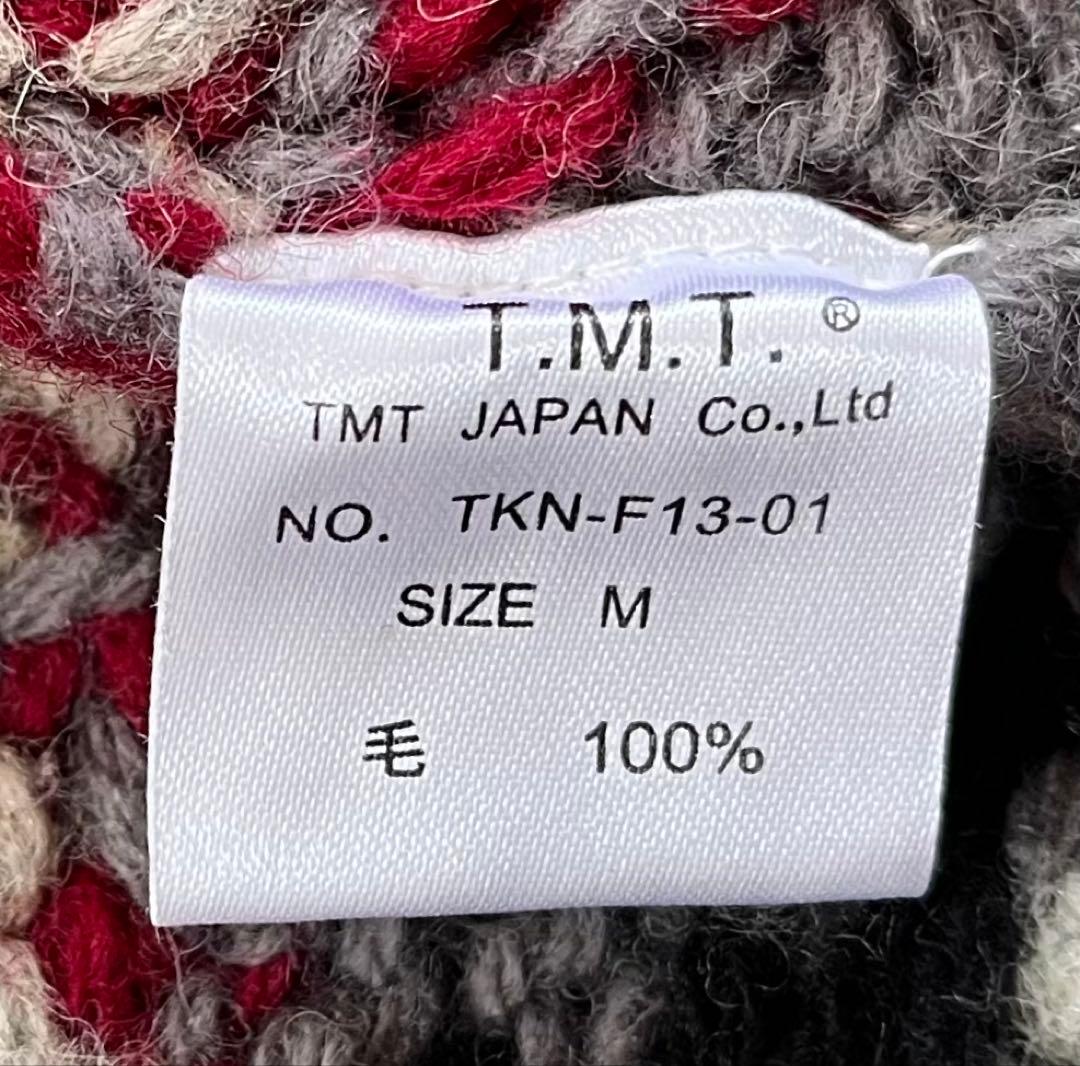 T.M.T.®
TMT JAPAN Co.,Ltd
NO. TKN-F13-01
SIZE M
毛 100%